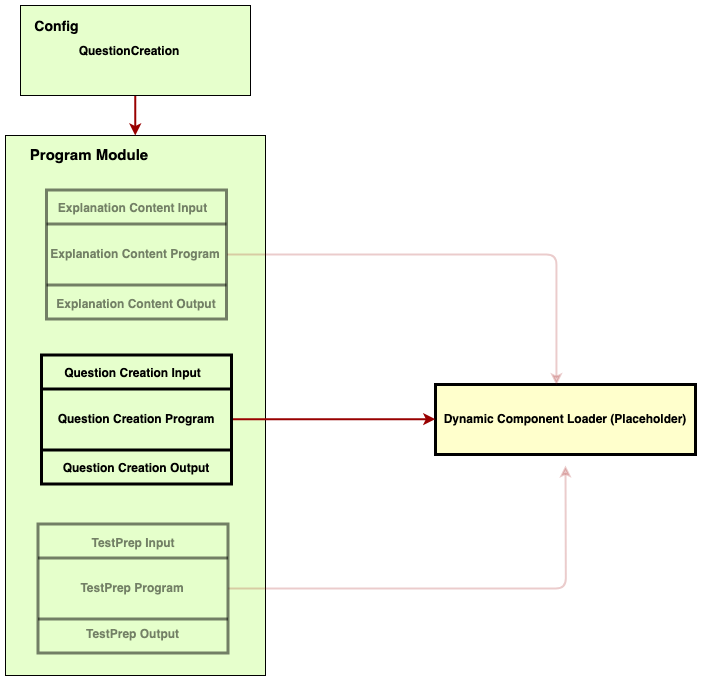 Config
QuestionCreation
Program Module
Explanation Content Input
Explanation Content Program
Explanation Content Output
Question Creation Input
Question Creation Program
Question Creation Output
Dynamic Component Loader (Placeholder)
TestPrep Input
TestPrep Program
TestPrep Output